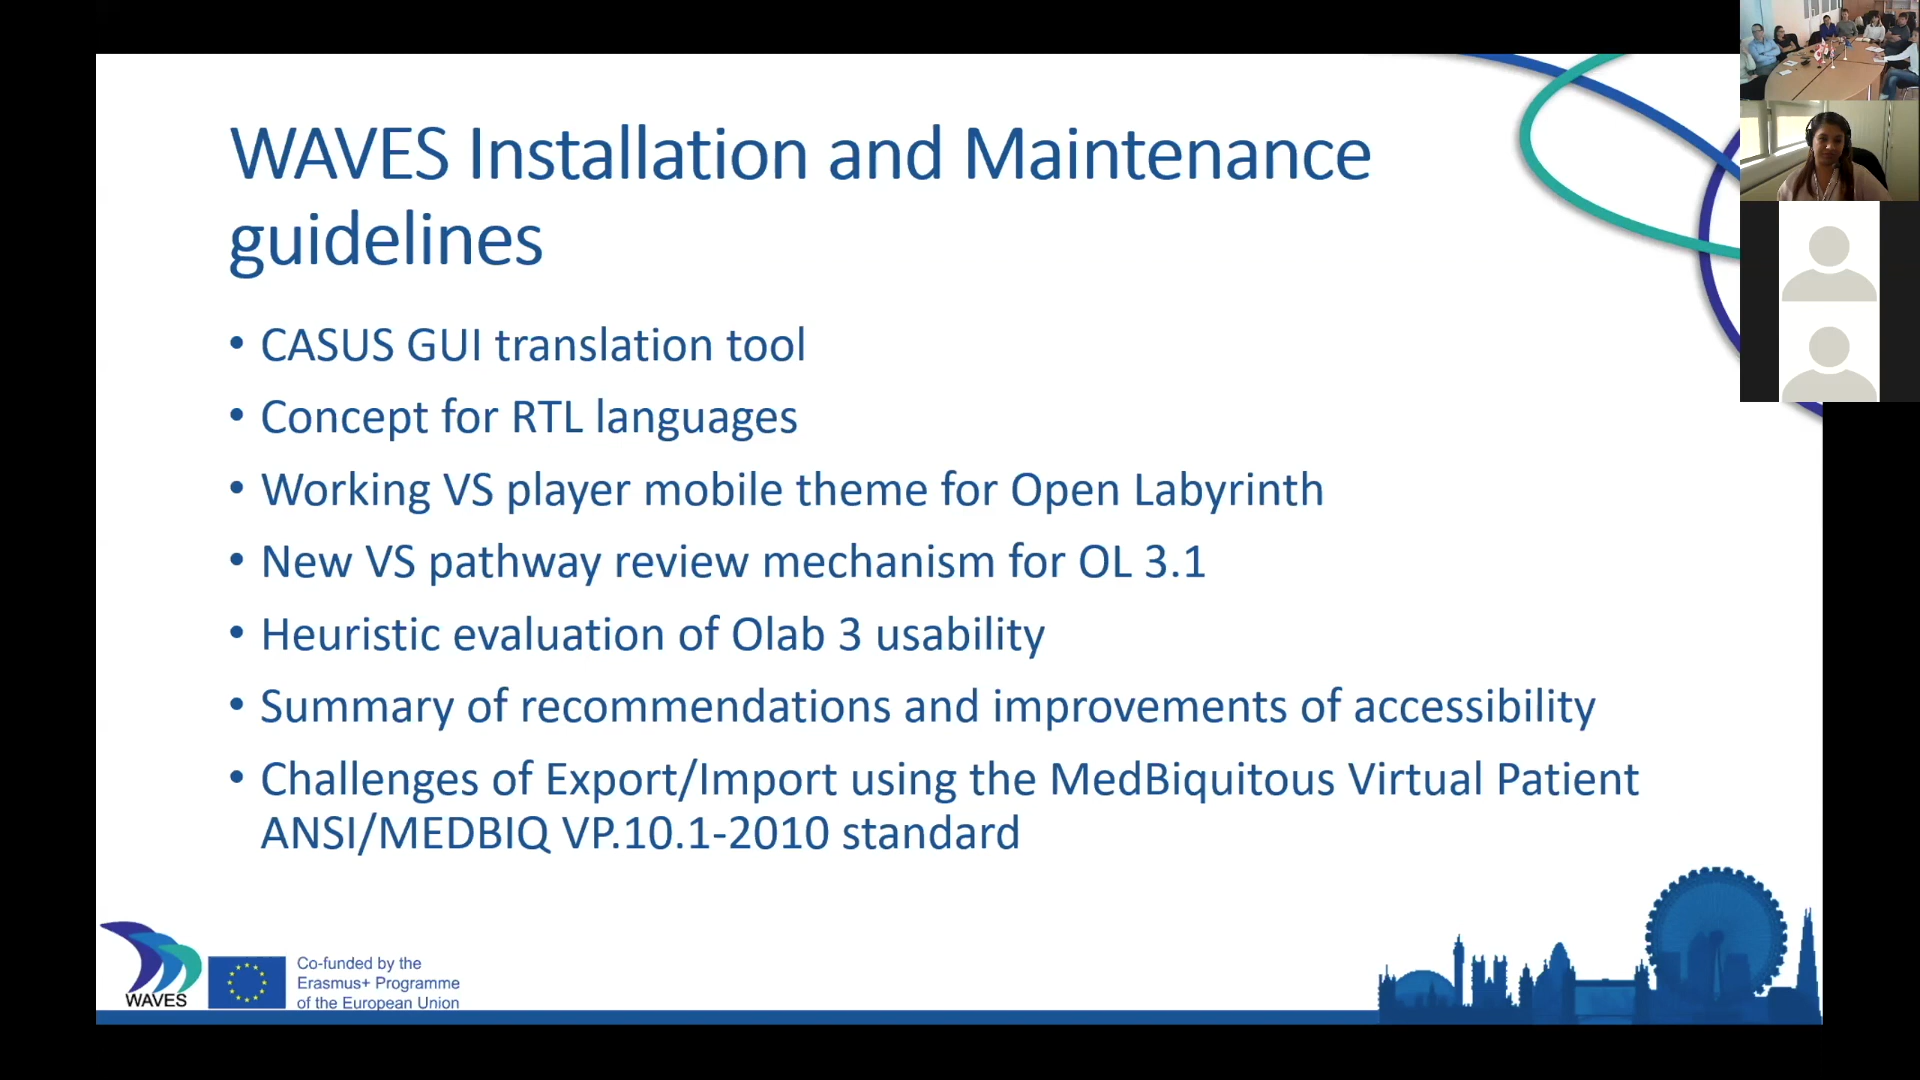 WAVES Installation and Maintenance
guidelines
• CASUS GUI translation tool
• Concept for RTL languages
• Working VS player mobile theme for Open Labyrinth
• New VS pathway review mechanism for OL 3.1
• Heuristic evaluation of Olab 3 usability
• Summary of recommendations and improvements of accessibility
• Challenges of Export/Import using the MedBiquitous Virtual Patient
ANSI/MEDBIQ VP.10.1-2010 standard
WAVES
Co-funded by the
Erasmus+ Programme
of the European Union